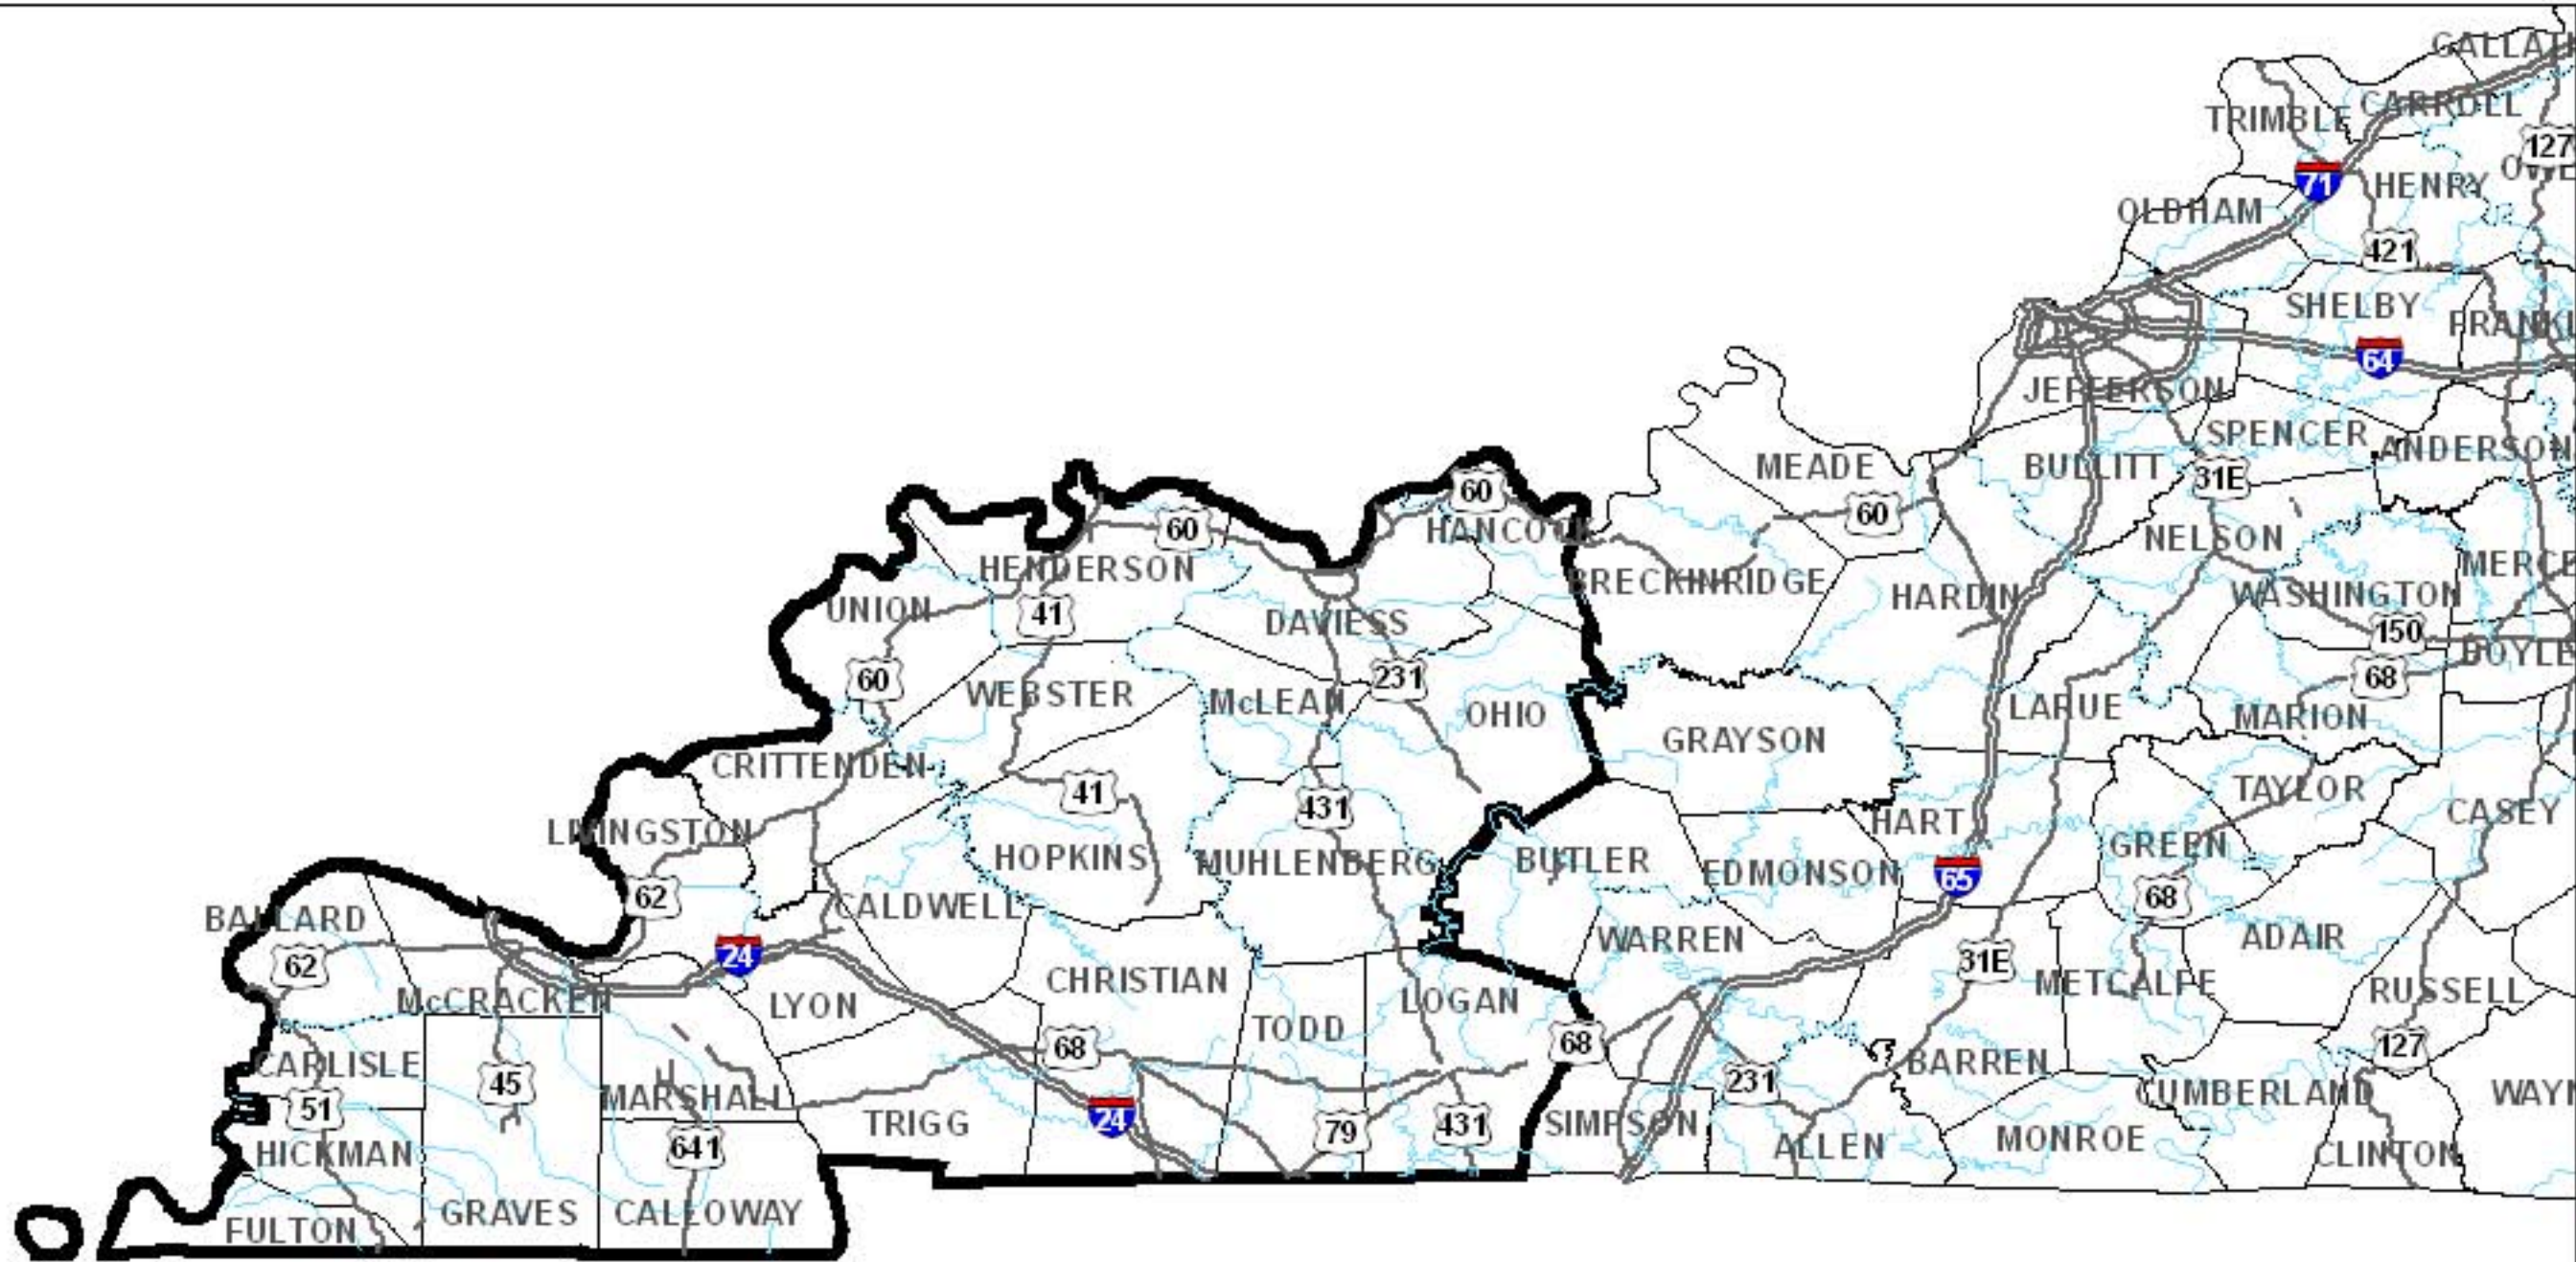 GALLAT
TRIMBLE
CARROLL
127
71
HENRY
OWE
OLDHAM
421
SHELBY
FRANKL
64
JEFFERSON
SPENCER
ANDERSON
MEADE
BULLITT
31E
60
60
60
HANCOCK
NELSON
MERCE
HENDERSON
BRECKINRIDGE
HARDIN
WASHINGTON
UNION
41
DAVIESS
150
BOYLE
60
231
68
WEBSTER
McLEAN
OHIO
LARUE
MARION
GRAYSON
CRITTENDEN
41
431
TAYLOR
CASEY
LIVINGSTON
HART
GREEN
HOPKINS
MUHLENBERG
BUTLER
EDMONSON
65
62
68
BALLARD
CALDWELL
WARREN
ADAIR
62
24
31E
CHRISTIAN
METCALFE
McCRACKEN
LYON
LOGAN
RUSSELL
TODD
68
68
127
CARLISLE
BARREN
45
MARSHALL
231
CUMBERLAND
WAYN
51
TRIGG
24
79
431
SIMPSON
ALLEN
MONROE
HICKMAN
641
CLINTON
GRAVES
CALLOWAY
FULTON